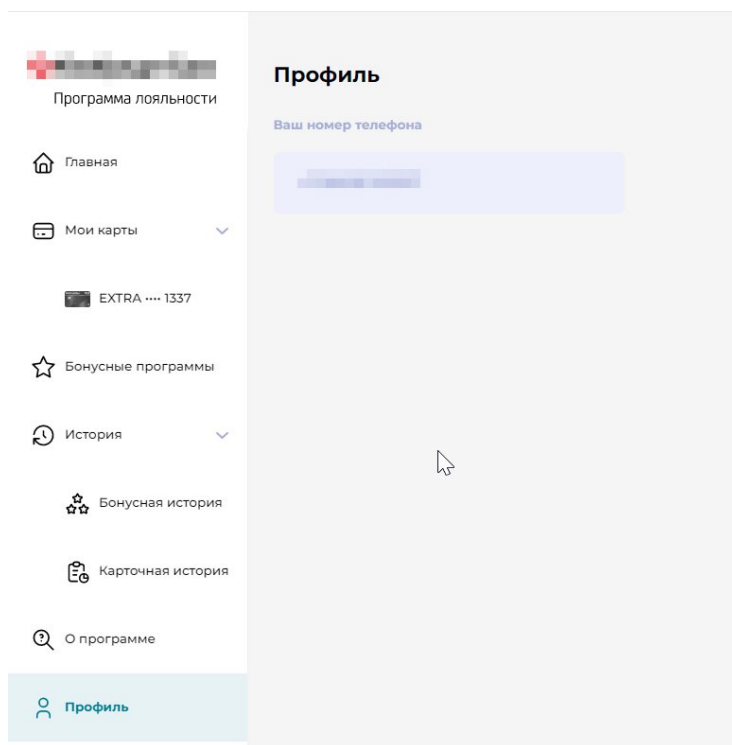 Программа лояльности
Главная
Мои карты
EXTRA •••• 1337
Бонусные программы
История
Бонусная история
Карточная история
О программе
Профиль
Профиль
Ваш номер телефона